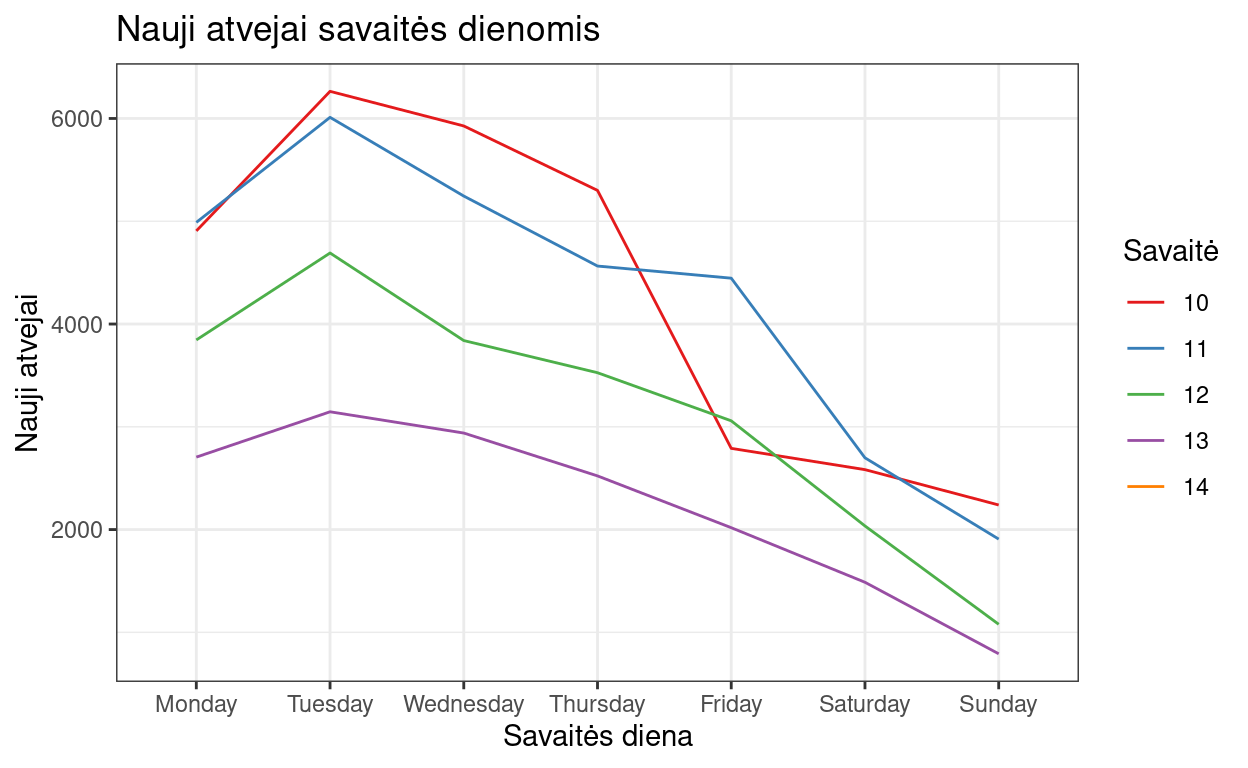 Nauji atvejai savaitės dienomis
Nauji atvejai
6000
4000
2000
Monday Tuesday Wednesday Thursday Friday Saturday Sunday
Savaitės diena
Savaitė
10
11
12
13
14